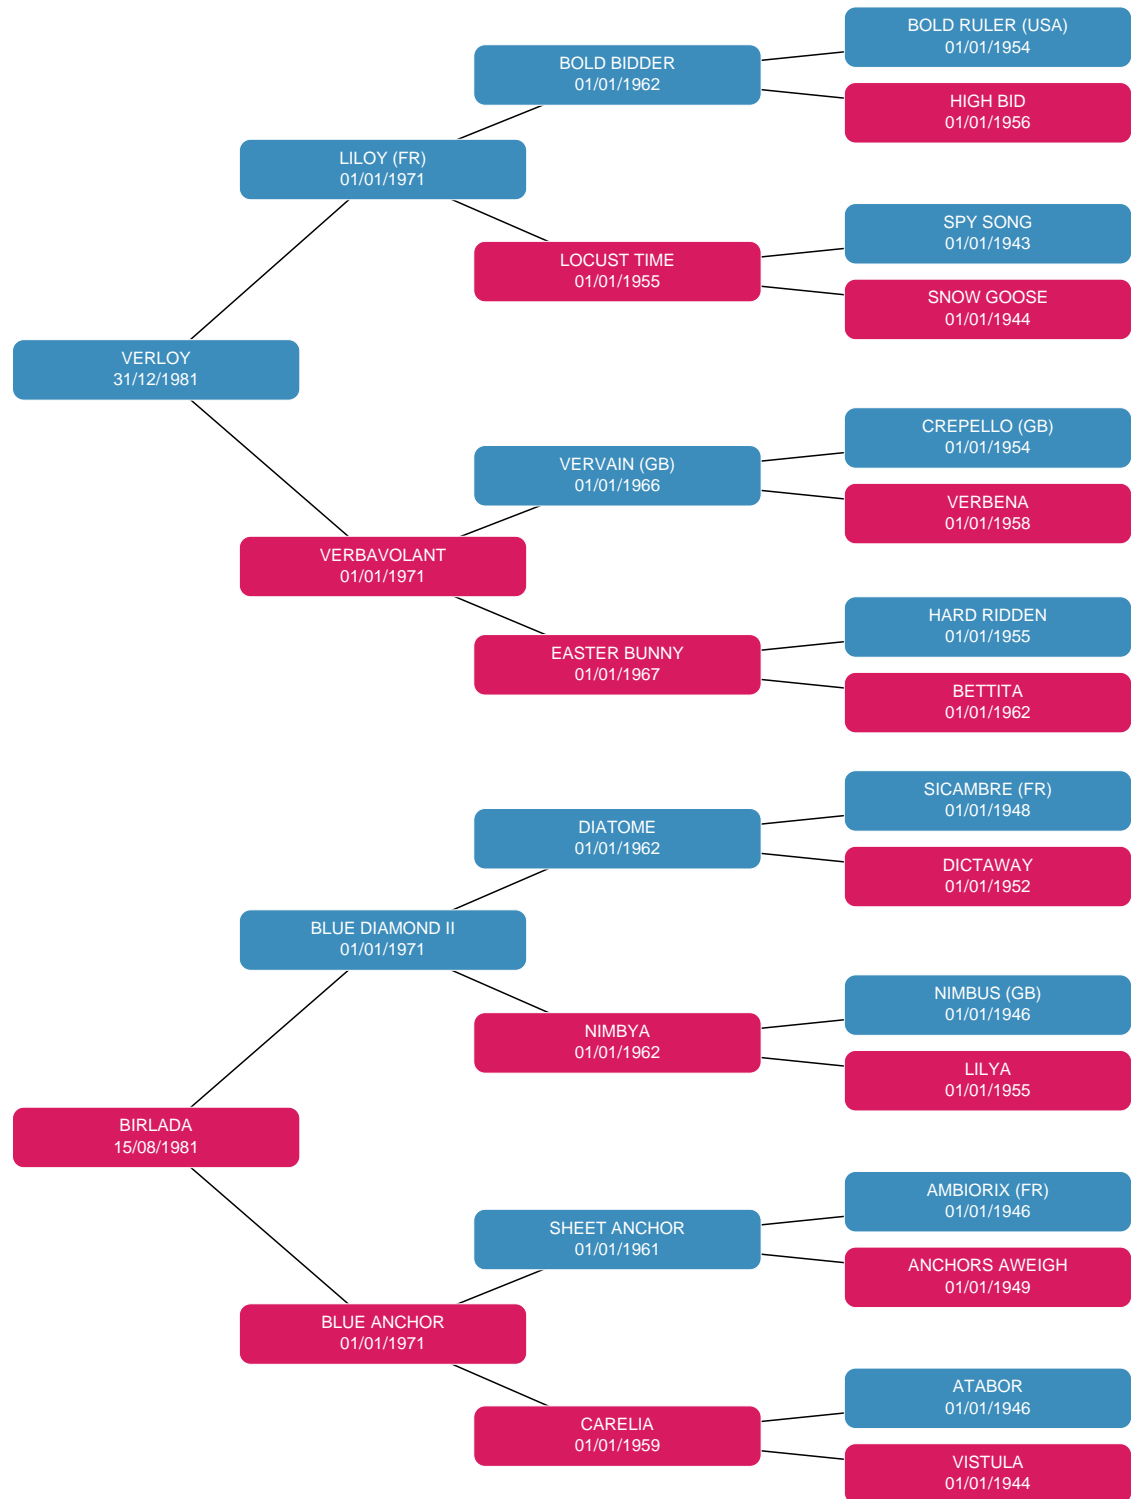 BOLD RULER (USA)
01/01/1954
BOLD BIDDER
01/01/1962
HIGH BID
01/01/1956
LILOY (FR)
01/01/1971
SPY SONG
01/01/1943
LOCUST TIME
01/01/1955
SNOW GOOSE
01/01/1944
VERLOY
31/12/1981
CREPELLO (GB)
01/01/1954
VERVAIN (GB)
01/01/1966
VERBENA
01/01/1958
VERBAVOLANT
01/01/1971
HARD RIDDEN
01/01/1955
EASTER BUNNY
01/01/1967
BETTITA
01/01/1962
SICAMBRE (FR)
01/01/1948
DIATOME
01/01/1962
DICTAWAY
01/01/1952
BLUE DIAMOND II
01/01/1971
NIMBUS (GB)
01/01/1946
NIMBYA
01/01/1962
LILYA
01/01/1955
BIRLADA
15/08/1981
AMBIORIX (FR)
01/01/1946
SHEET ANCHOR
01/01/1961
ANCHORS AWEIGH
01/01/1949
BLUE ANCHOR
01/01/1971
ATABOR
01/01/1946
CARELIA
01/01/1959
VISTULA
01/01/1944